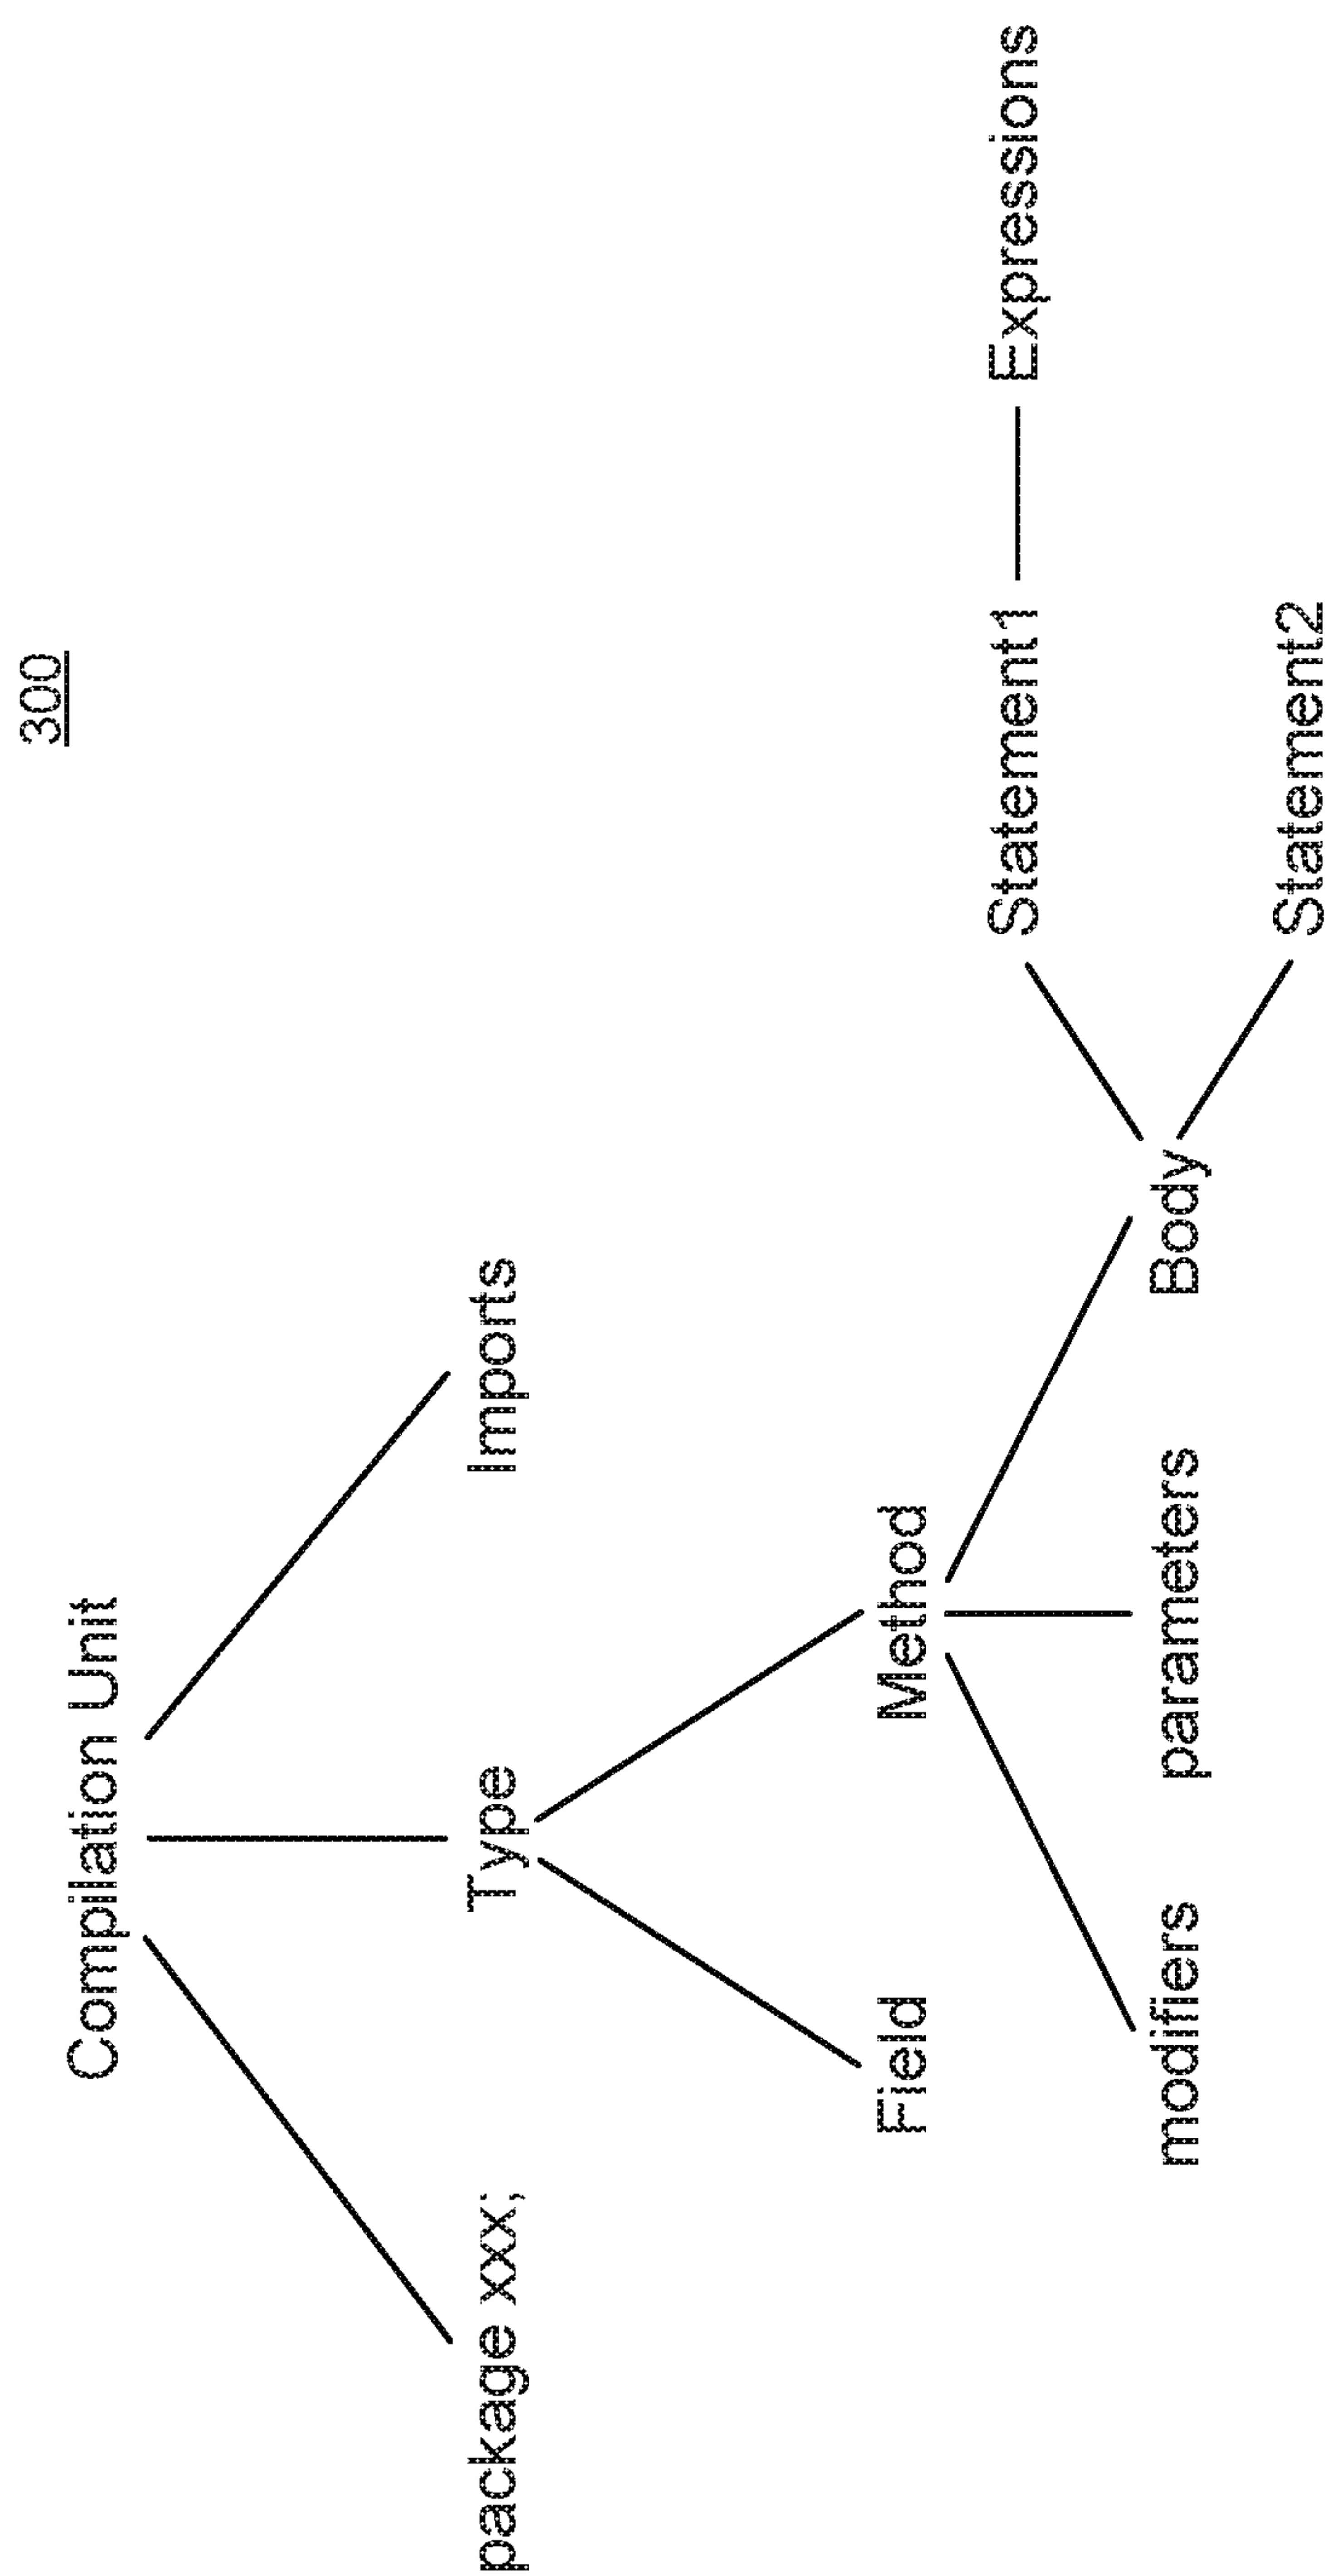 300
Compilation Unit
package xxx;
Type
Imports
Field
Method
Statement1
Expressions
modifiers
parameters
Body
Statement2